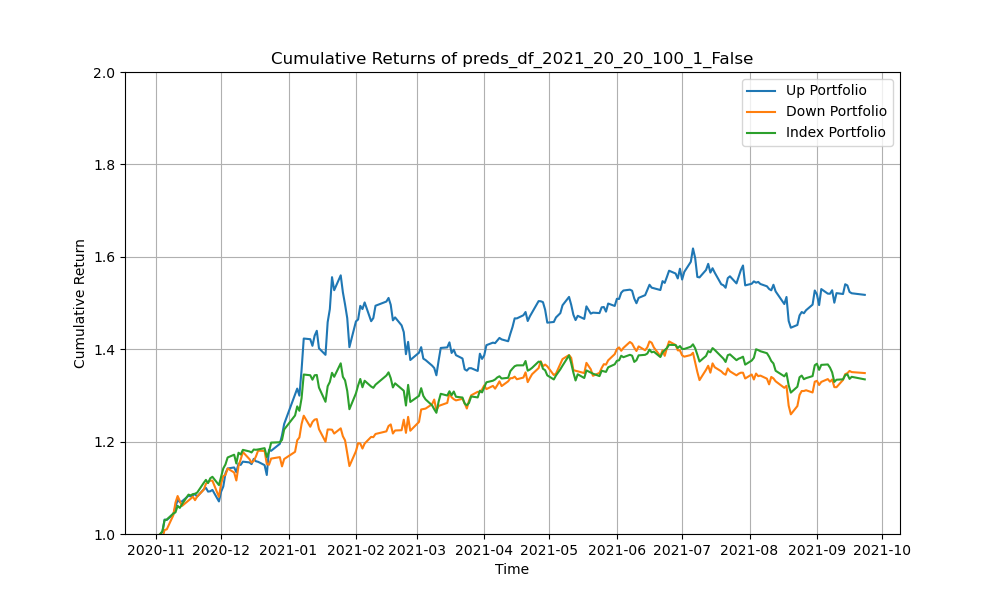 Cumulative Returns of preds_df_2021_20_20_100_1_False
Up Portfolio
Down Portfolio
Index Portfolio
Cumulative Return
2.0
1.8
1.6
1.4
1.2
1.0
2020-11 2020-12 2021-01 2021-02 2021-03 2021-04 2021-05 2021-06 2021-07 2021-08 2021-09 2021-10
Time